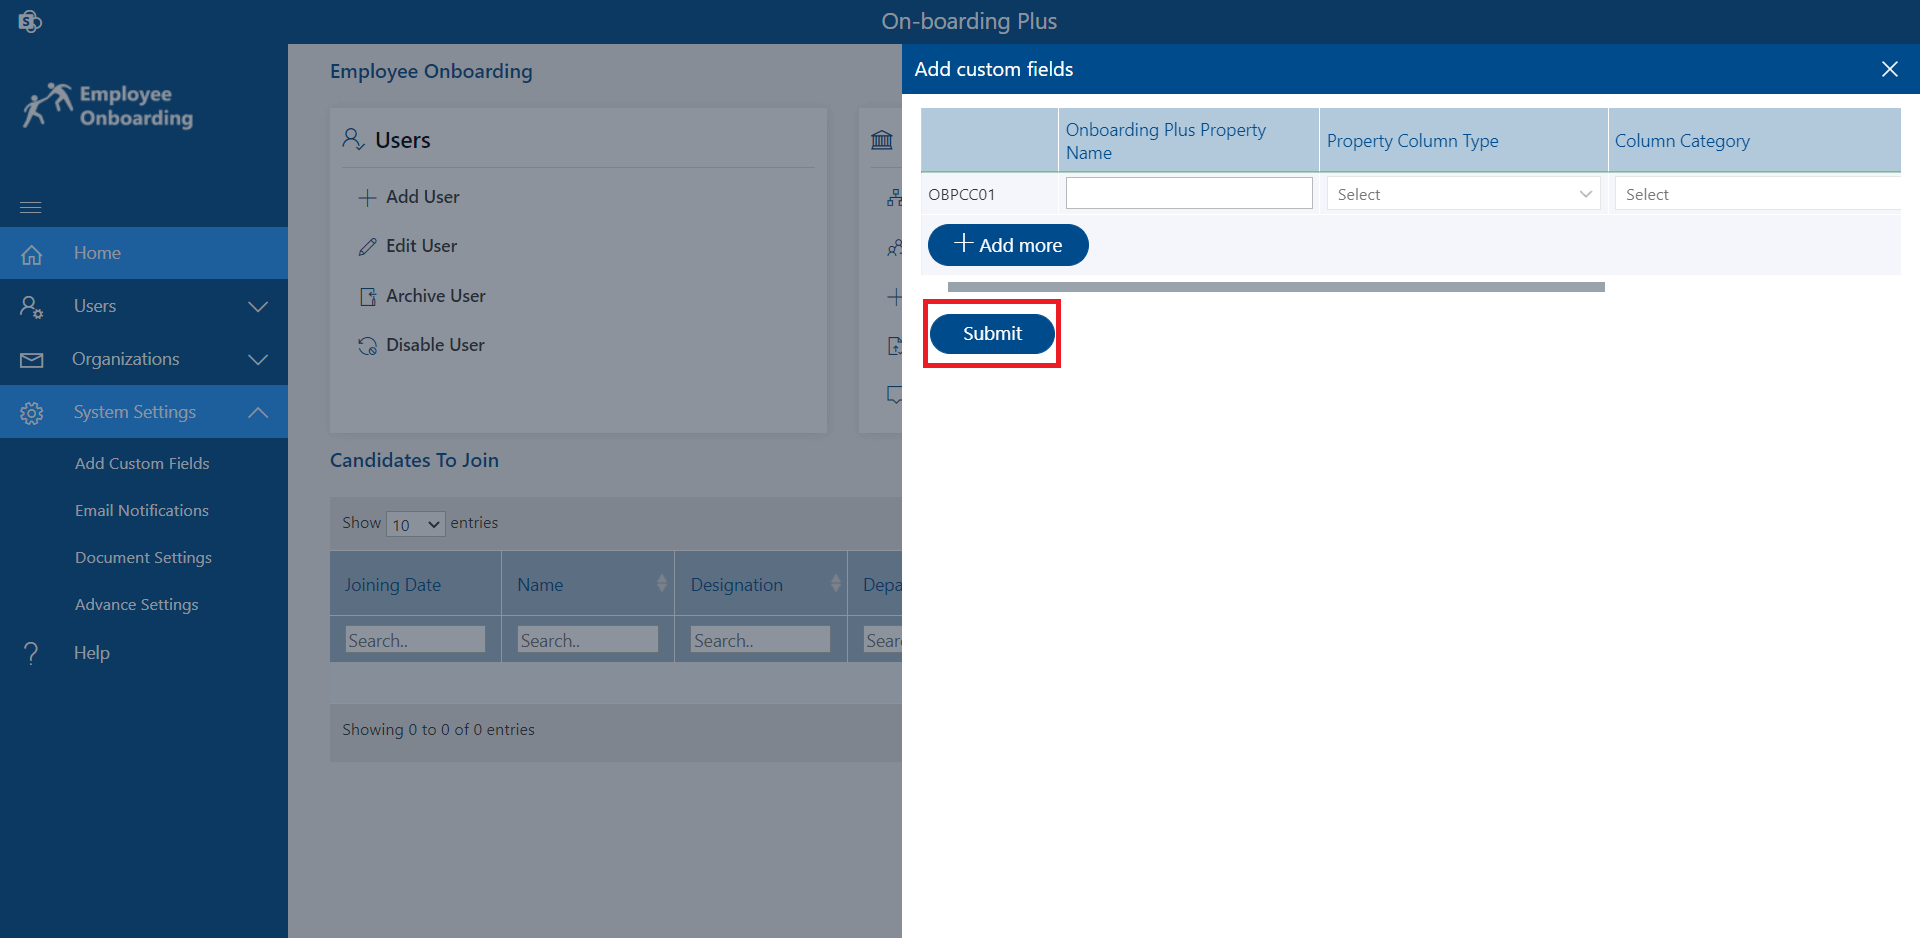 On-boarding Plus
Employee
Onboarding
Home
Users
Organizations
System Settings
Add Custom Fields
Email Notifications
Document Settings
Advance Settings
Help
Employee Onboarding
Users
Add User
Edit User
Archive User
Disable User
Candidates To Join
Show 10 entries
Joining Date Name Designation Depa
Search.. Search.. Search.. Sear
Showing 0 to 0 of 0 entries
Add custom fields
Onboarding Plus Property
Name
Property Column Type
Column Category
OBPCC01 Select Select
Add more
Submit